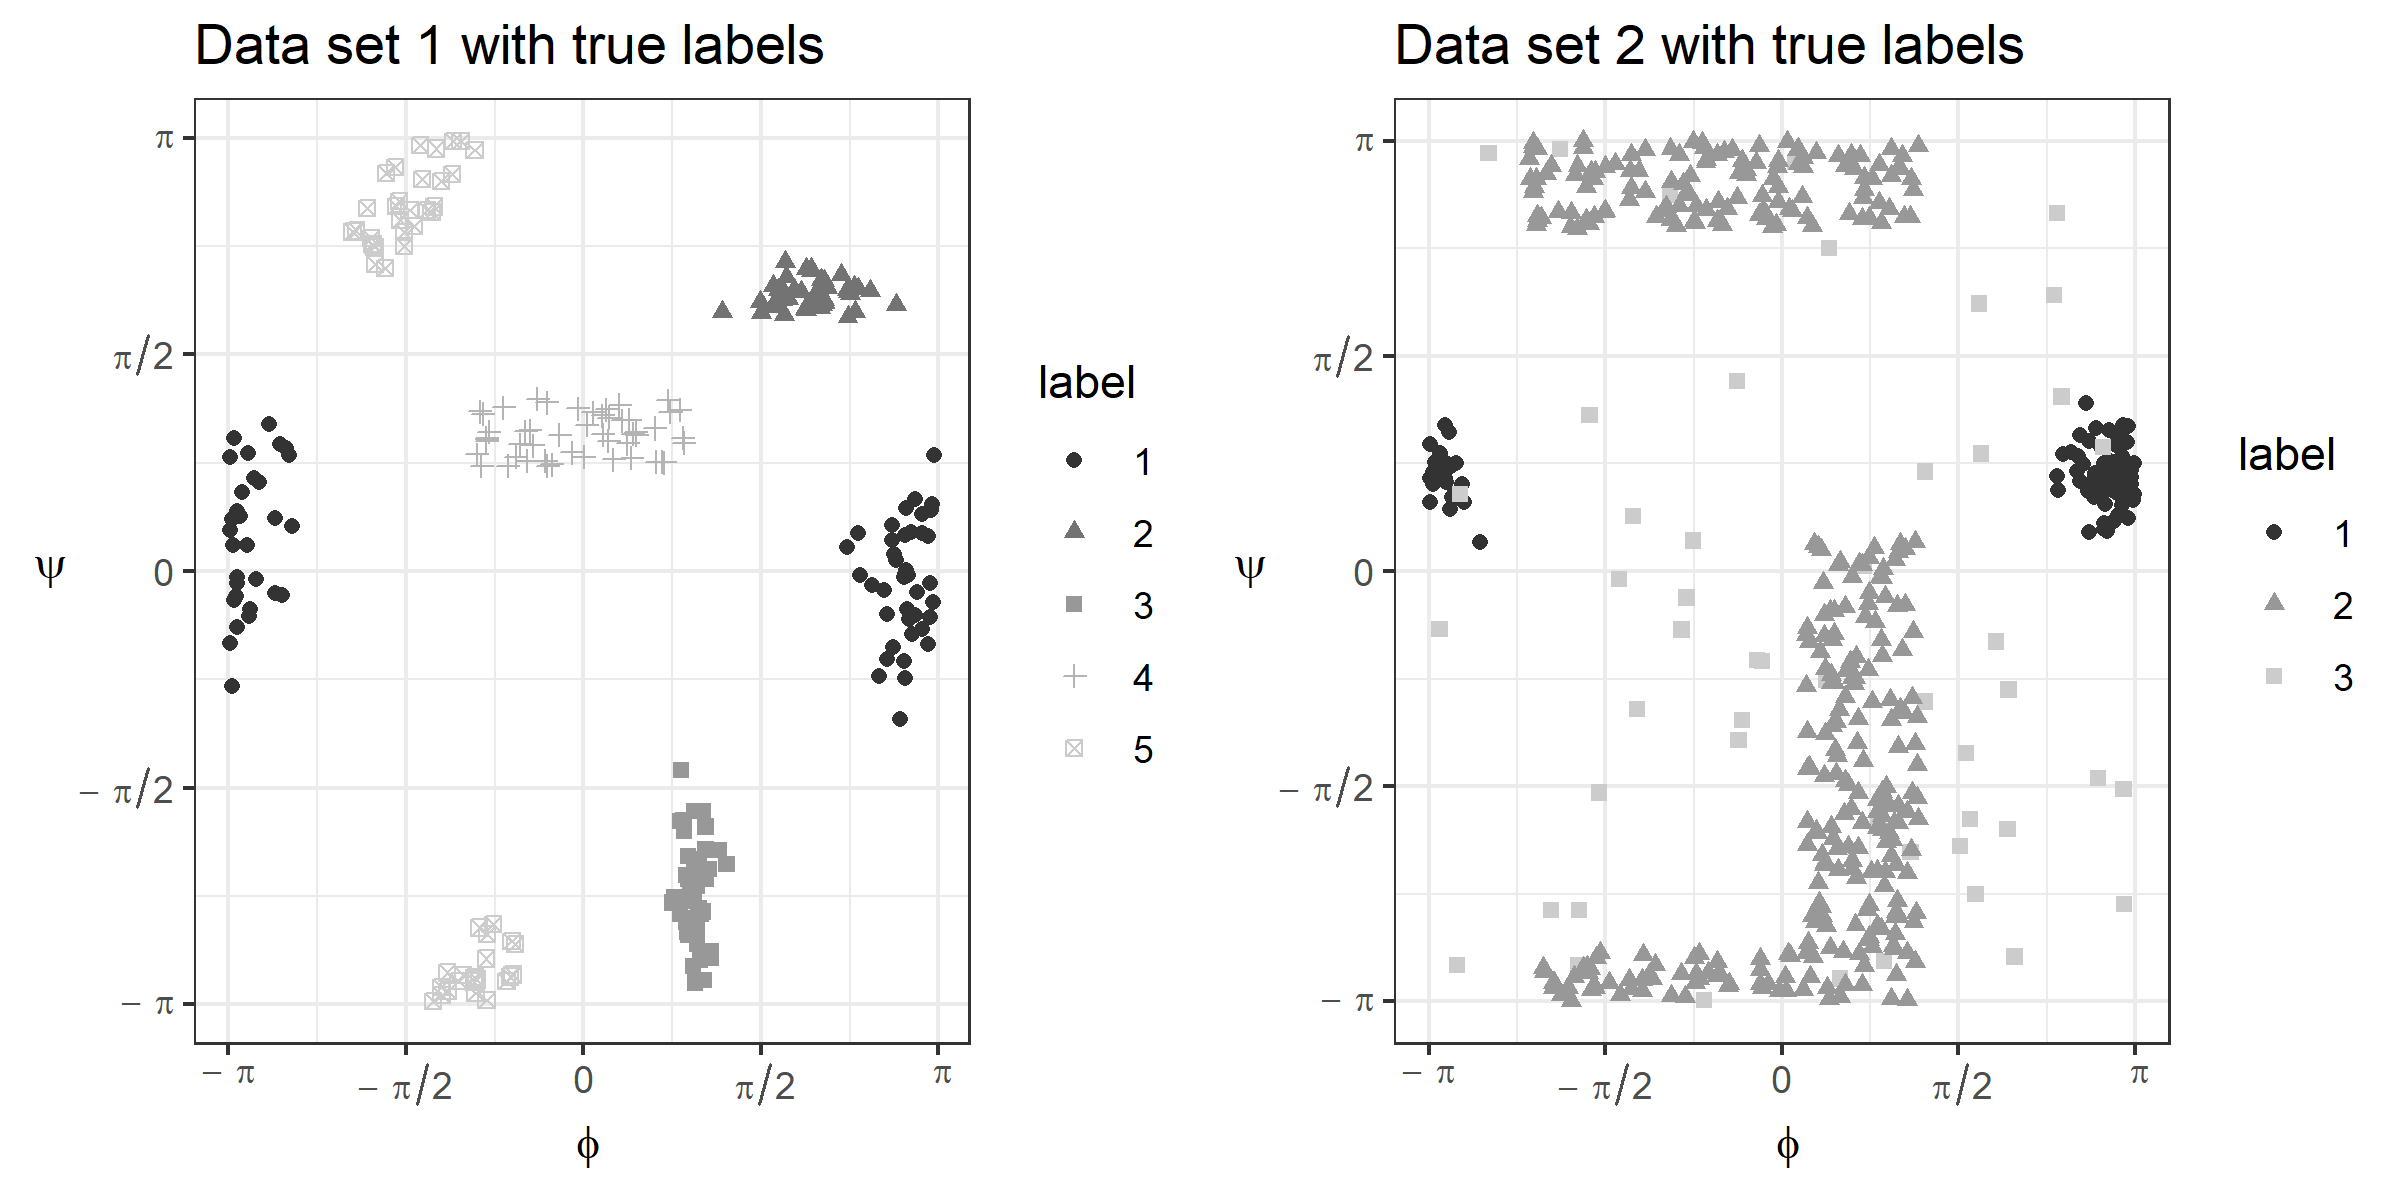 Data set 1 with true labels
π
π/2
0
− π/2
− π
ψ
− π
− π/2
0
π/2
π
ϕ
label
1
2
3
4
5
Data set 2 with true labels
π
π/2
0
− π/2
− π
ψ
− π
− π/2
0
π/2
π
ϕ
label
1
2
3